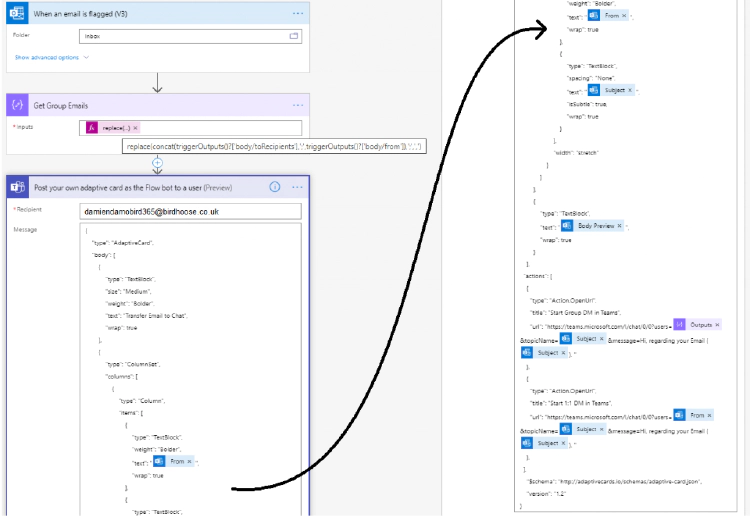 When an email is flagged (V3)
Folder
Inbox
Show advanced options
Get Group Emails
* Inputs
fx replace(...) ×
replace(concat(triggerOutputs()?['body/toRecipients'],';',triggerOutputs()?['body/from']),';',',')
Post your own adaptive card as the Flow bot to a user (Preview)
* Recipient
damiendamobird365@birdhoose.co.uk
Message
{
"type": "AdaptiveCard",
"body": [
{
"type": "TextBlock",
"size": "Medium",
"weight": "Bolder",
"text": "Transfer Email to Chat",
"wrap": true
},
{
"type": "ColumnSet",
"columns": [
{
"type": "Column",
"items": [
{
"type": "TextBlock",
"weight": "Bolder",
"text": " From × ",
"wrap": true
},
{
"type": "TextBlock",
"weight": "Bolder",
"text": " From × ",
"wrap": true
},
{
"type": "TextBlock",
"spacing": "None",
"text": " Subject × ",
"isSubtle": true,
"wrap": true
}
],
"width": "stretch"
}
]
},
{
"type": "TextBlock",
"text": " Body Preview × ",
"wrap": true
}
],
"actions": [
{
"type": "Action.OpenUrl",
"title": "Start Group DM in Teams",
"url": "https://teams.microsoft.com/l/chat/0/0?users= Outputs ×
&topicName= Subject × &message=Hi, regarding your Email |
Subject × , "
},
{
"type": "Action.OpenUrl",
"title": "Start 1:1 DM in Teams",
"url": "https://teams.microsoft.com/l/chat/0/0?users= From ×
&topicName= Subject × &message=Hi, regarding your Email |
Subject × , "
},
],
"$schema": "http://adaptivecards.io/schemas/adaptive-card.json",
"version": "1.2"
}